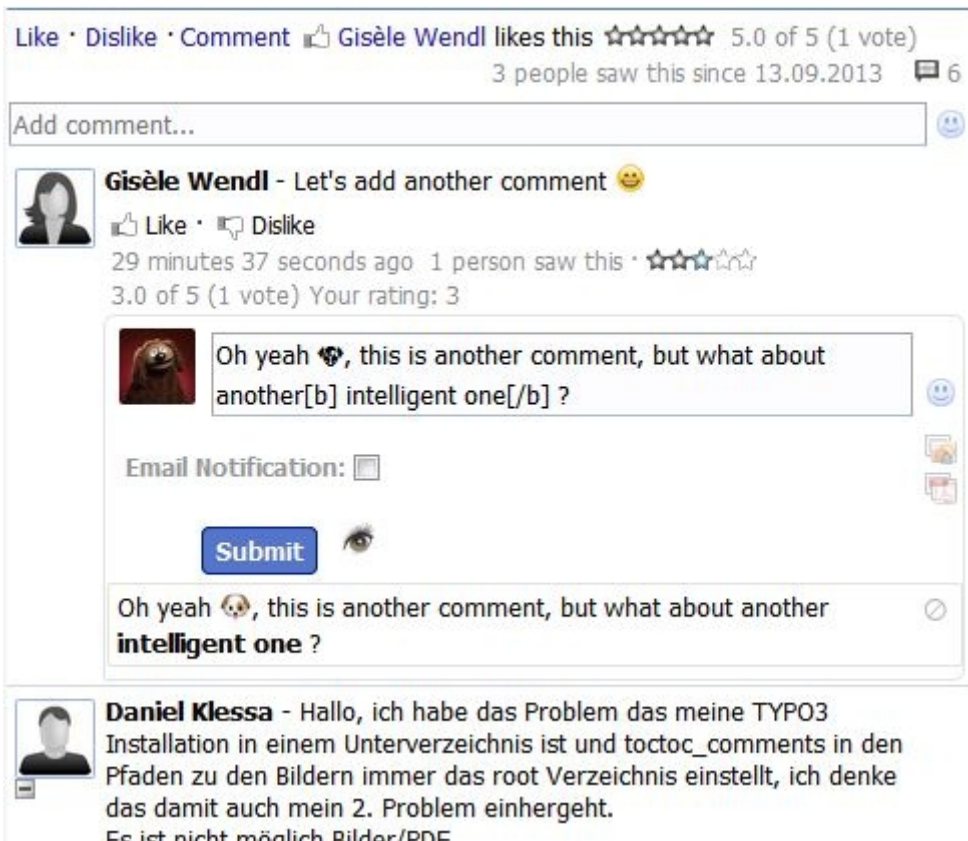 Like · Dislike · Comment Gisèle Wendl likes this 5.0 of 5 (1 vote)
3 people saw this since 13.09.2013 6
Add comment...
Gisèle Wendl - Let's add another comment 😀
Like · Dislike
29 minutes 37 seconds ago 1 person saw this ·
3.0 of 5 (1 vote) Your rating: 3
Oh yeah 🐶, this is another comment, but what about
another[b] intelligent one[/b] ?
Email Notification:
Submit
Oh yeah 🐶, this is another comment, but what about another
intelligent one ?
Daniel Klessa - Hallo, ich habe das Problem das meine TYPO3
Installation in einem Unterverzeichnis ist und toctoc_comments in den
Pfaden zu den Bildern immer das root Verzeichnis einstellt, ich denke
das damit auch mein 2. Problem einhergeht.
Es ist nicht möglich Bilder/PDF